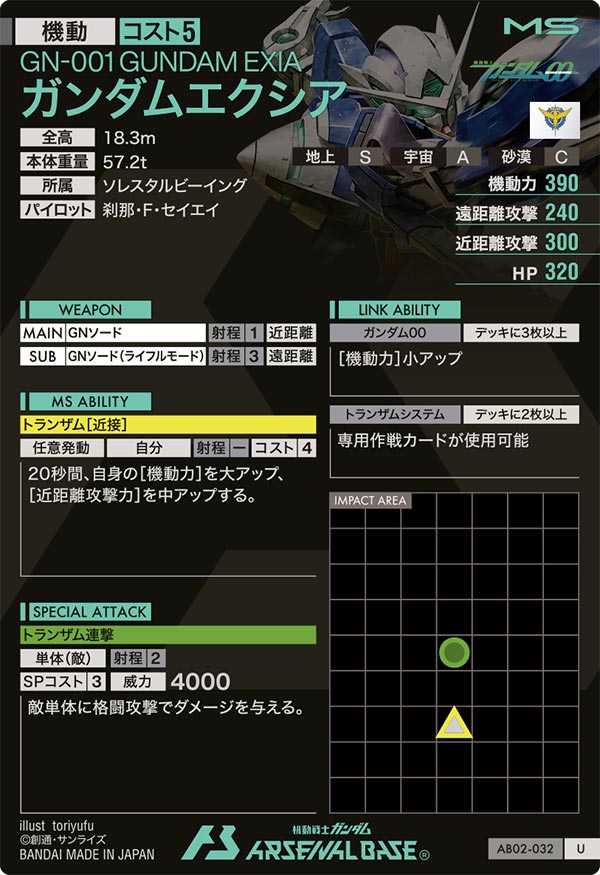 機動 コスト5
MS
GN-001 GUNDAM EXIA
機動戦士ガンダム00
ガンダムエクシア
全高 18.3m
本体重量 57.2t
所属 ソレスタルビーイング
パイロット 刹那・F・セイエイ
地上 S 宇宙 A 砂漠 C
機動力 390
遠距離攻撃 240
近距離攻撃 300
HP 320
WEAPON
MAIN GNソード 射程 1 近距離
SUB GNソード(ライフルモード) 射程 3 遠距離
MS ABILITY
トランザム[近接]
任意発動 自分 射程 ー コスト 4
20秒間、自身の[機動力]を大アップ、
[近距離攻撃力]を中アップする。
SPECIAL ATTACK
トランザム連撃
単体(敵) 射程 2
SPコスト 3 威力 4000
敵単体に格闘攻撃でダメージを与える。
LINK ABILITY
ガンダム00 デッキに3枚以上
[機動力]小アップ
トランザムシステム デッキに2枚以上
専用作戦カードが使用可能
IMPACT AREA
illust toriyufu
©創通・サンライズ
BANDAI MADE IN JAPAN
機動戦士ガンダム
ARSENAL BASE®
AB02-032 U